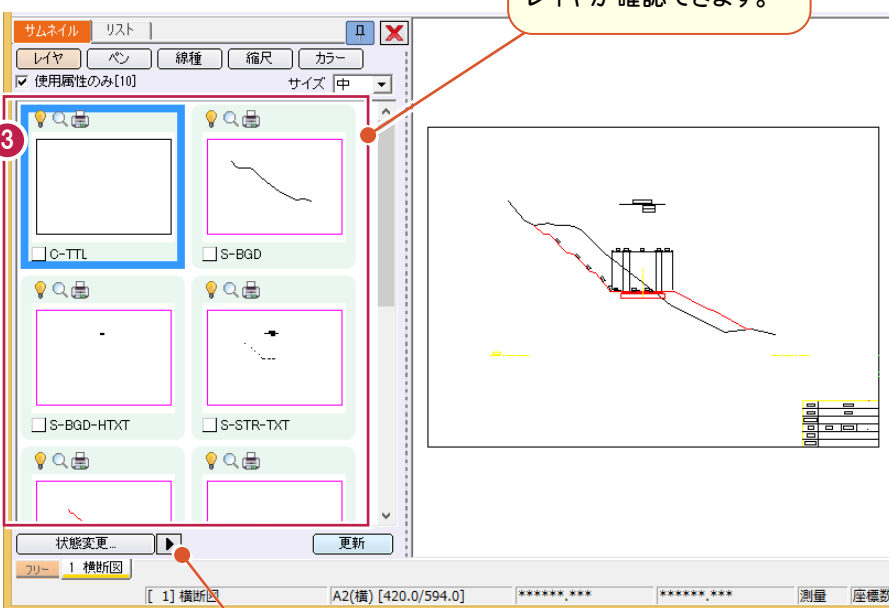 レイヤが確認できます。
サムネイル リスト
レイヤ ペン 線種 縮尺 カラー
使用属性のみ[10] サイズ 中
3
C-TTL S-BGD
S-BGD-HTXT S-STR-TXT
状態変更... 更新
フリー 1 横断図
[ 1] 横断図 A2(横) [420.0/594.0] ******.*** ******.*** 測量 座標数